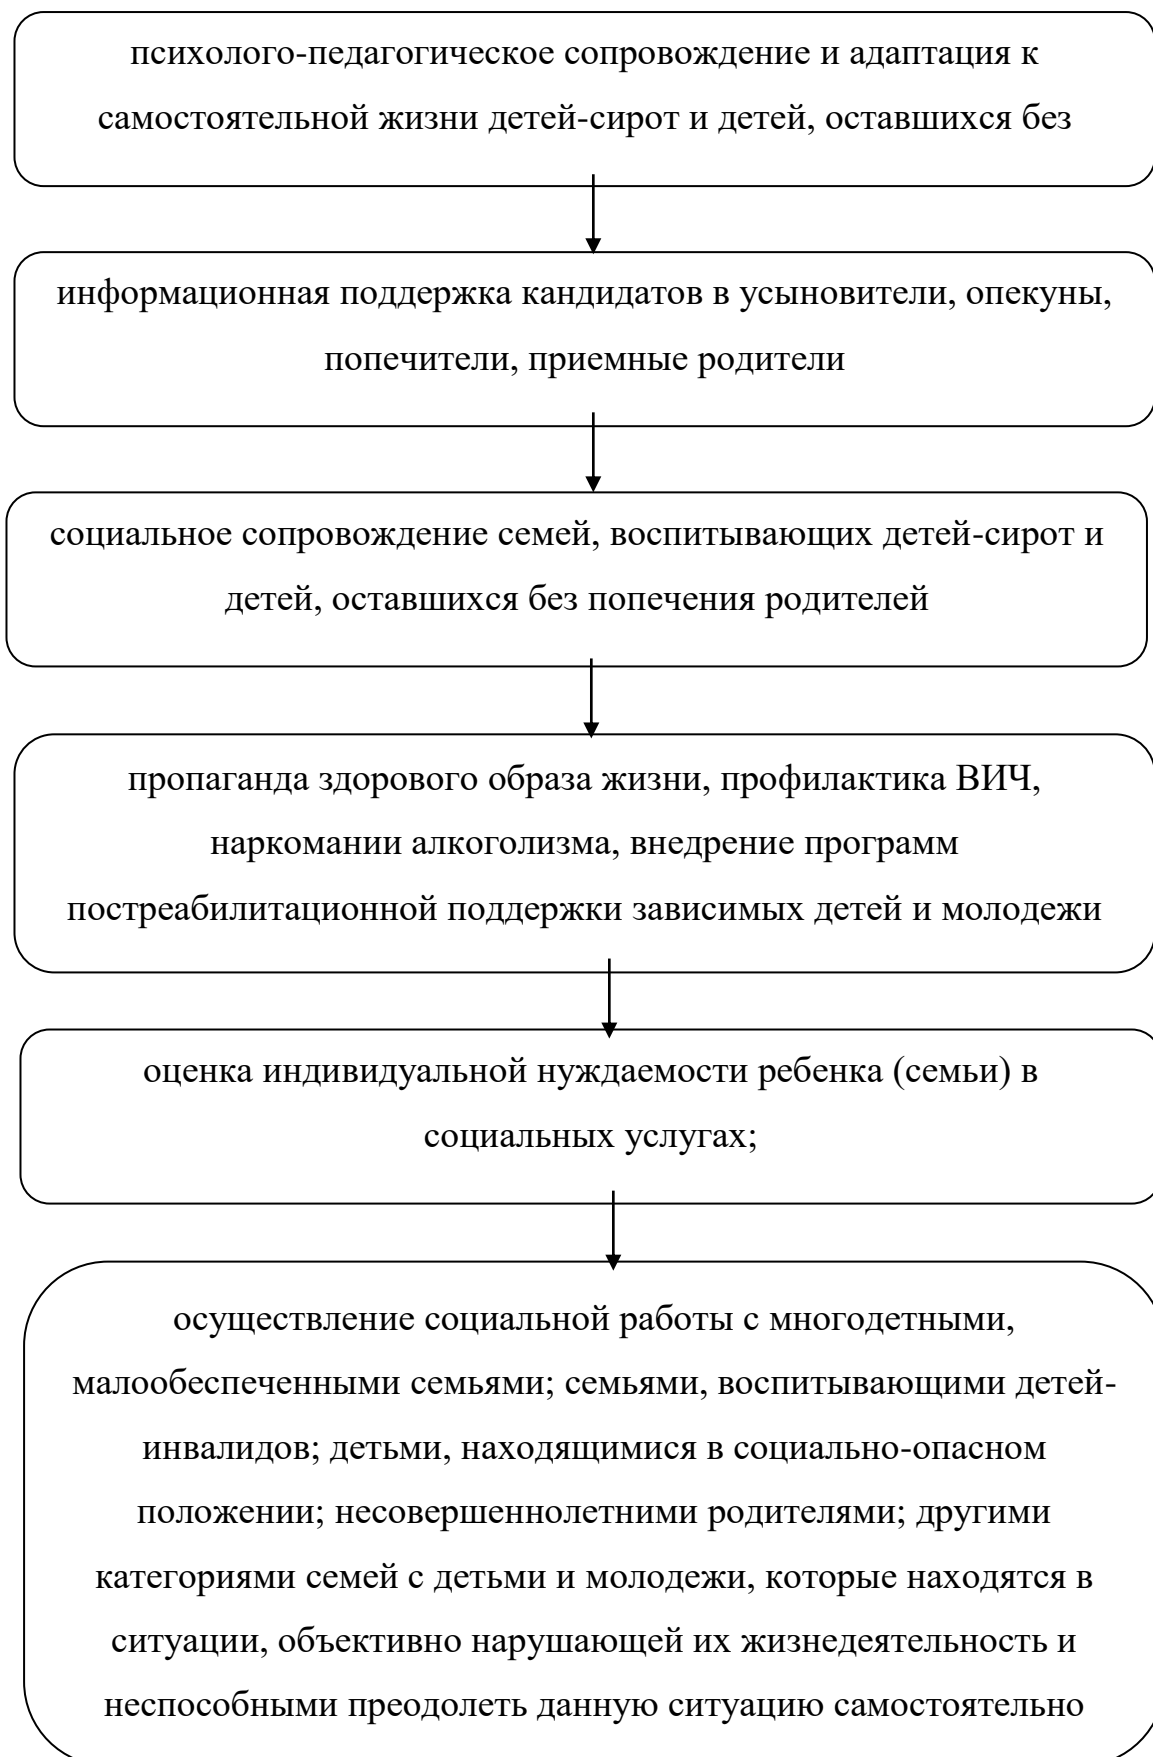 психолого-педагогическое сопровождение и адаптация к
самостоятельной жизни детей-сирот и детей, оставшихся без
информационная поддержка кандидатов в усыновители, опекуны,
попечители, приемные родители
социальное сопровождение семей, воспитывающих детей-сирот и
детей, оставшихся без попечения родителей
пропаганда здорового образа жизни, профилактика ВИЧ,
наркомании алкоголизма, внедрение программ
постреабилитационной поддержки зависимых детей и молодежи
оценка индивидуальной нуждаемости ребенка (семьи) в
социальных услугах;
осуществление социальной работы с многодетными,
малообеспеченными семьями; семьями, воспитывающими детей-
инвалидов; детьми, находящимися в социально-опасном
положении; несовершеннолетними родителями; другими
категориями семей с детьми и молодежи, которые находятся в
ситуации, объективно нарушающей их жизнедеятельность и
неспособными преодолеть данную ситуацию самостоятельно